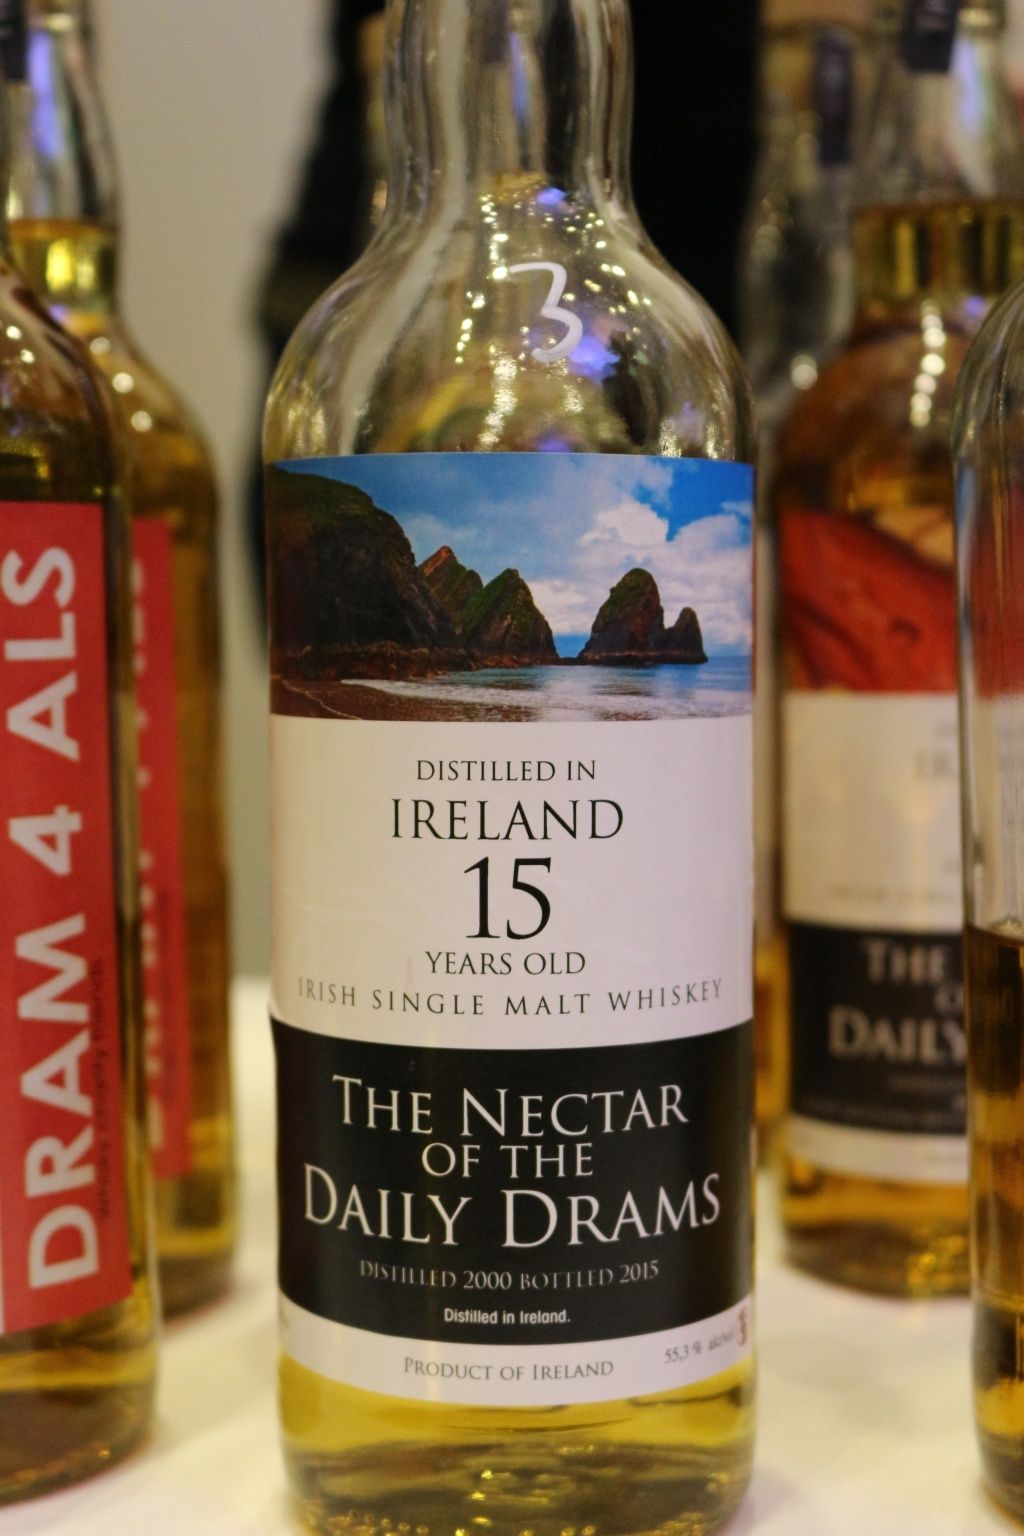 3
DISTILLED IN
IRELAND
15
YEARS OLD
IRISH SINGLE MALT WHISKEY
THE NECTAR
OF THE
DAILY DRAMS
DISTILLED 2000 BOTTLED 2015
Distilled in Ireland.
55,3 %
PRODUCT OF IRELAND
DRAM 4 ALS
THE
DAILY